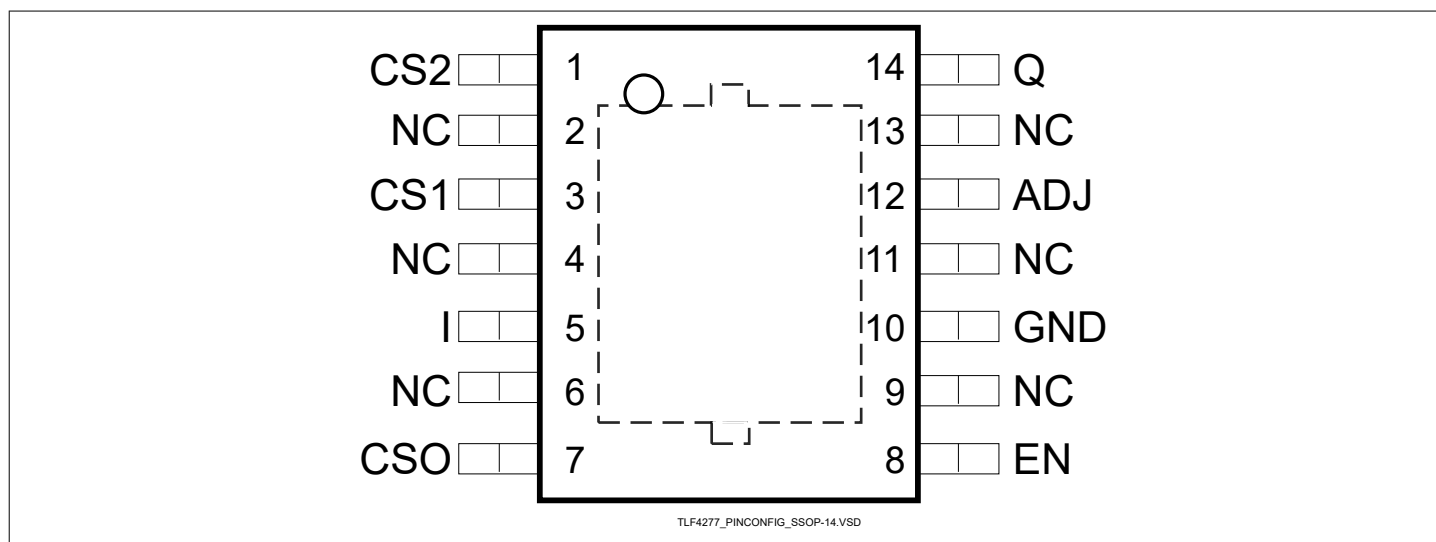 CS2 1 14 Q
NC 2 13 NC
CS1 3 12 ADJ
NC 4 11 NC
I 5 10 GND
NC 6 9 NC
CSO 7 8 EN
TLF4277_PINCONFIG_SSOP-14.VSD